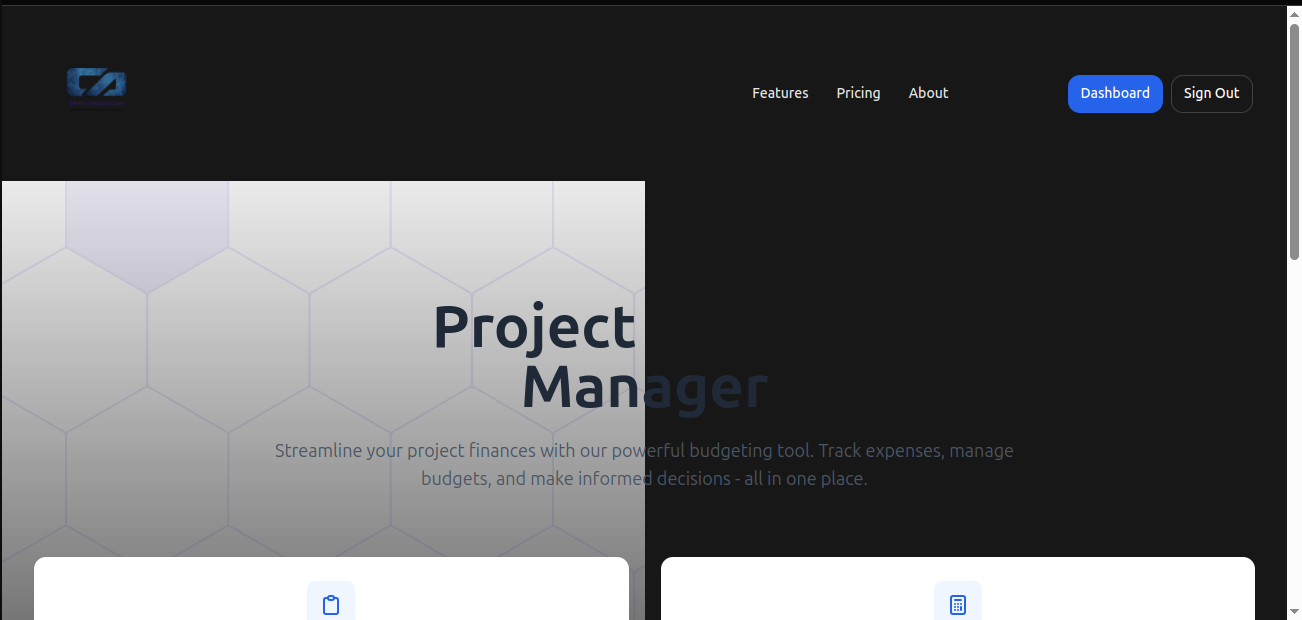 Features
Pricing
About
Dashboard
Sign Out
Project
Manager
Streamline your project finances with our powerful budgeting tool. Track expenses, manage
budgets, and make informed decisions - all in one place.